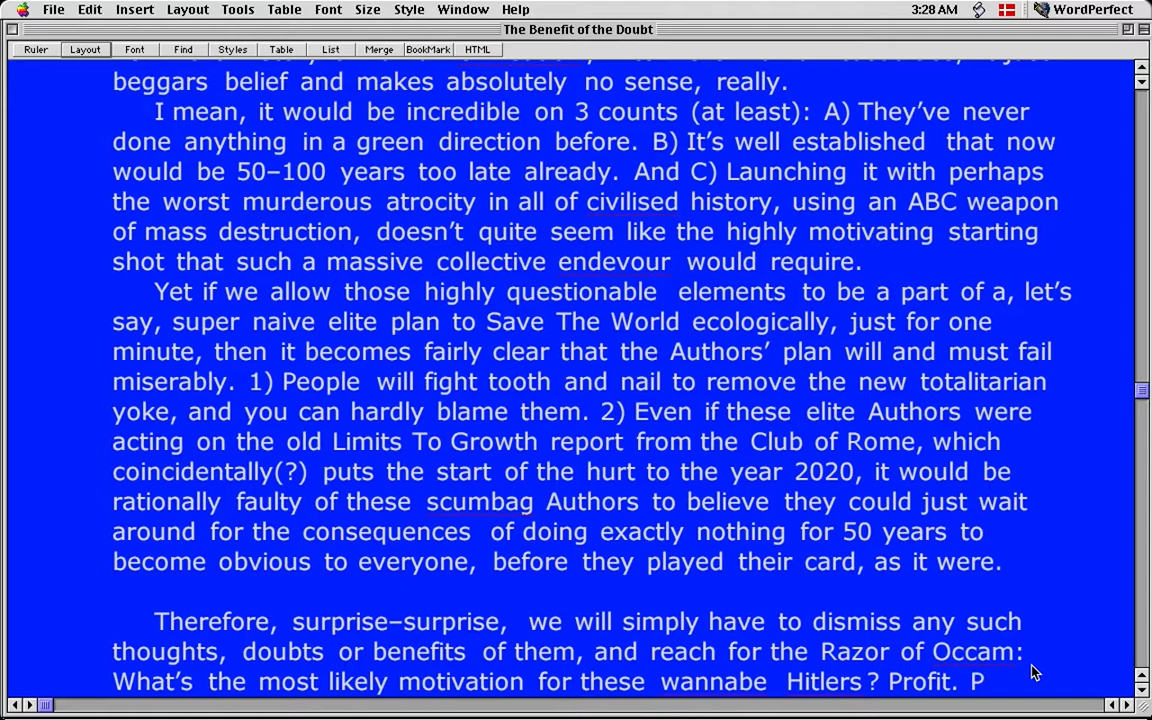 File Edit Insert Layout Tools Table Font Size Style Window Help 3:28 AM WordPerfect
The Benefit of the Doubt
Ruler Layout Font Find Styles Table List Merge BookMark HTML
beggars belief and makes absolutely no sense, really.
I mean, it would be incredible on 3 counts (at least): A) They've never
done anything in a green direction before. B) It's well established that now
would be 50–100 years too late already. And C) Launching it with perhaps
the worst murderous atrocity in all of civilised history, using an ABC weapon
of mass destruction, doesn't quite seem like the highly motivating starting
shot that such a massive collective endevour would require.
Yet if we allow those highly questionable elements to be a part of a, let's
say, super naive elite plan to Save The World ecologically, just for one
minute, then it becomes fairly clear that the Authors' plan will and must fail
miserably. 1) People will fight tooth and nail to remove the new totalitarian
yoke, and you can hardly blame them. 2) Even if these elite Authors were
acting on the old Limits To Growth report from the Club of Rome, which
coincidentally(?) puts the start of the hurt to the year 2020, it would be
rationally faulty of these scumbag Authors to believe they could just wait
around for the consequences of doing exactly nothing for 50 years to
become obvious to everyone, before they played their card, as it were.
Therefore, surprise–surprise, we will simply have to dismiss any such
thoughts, doubts or benefits of them, and reach for the Razor of Occam:
What's the most likely motivation for these wannabe Hitlers? Profit. P